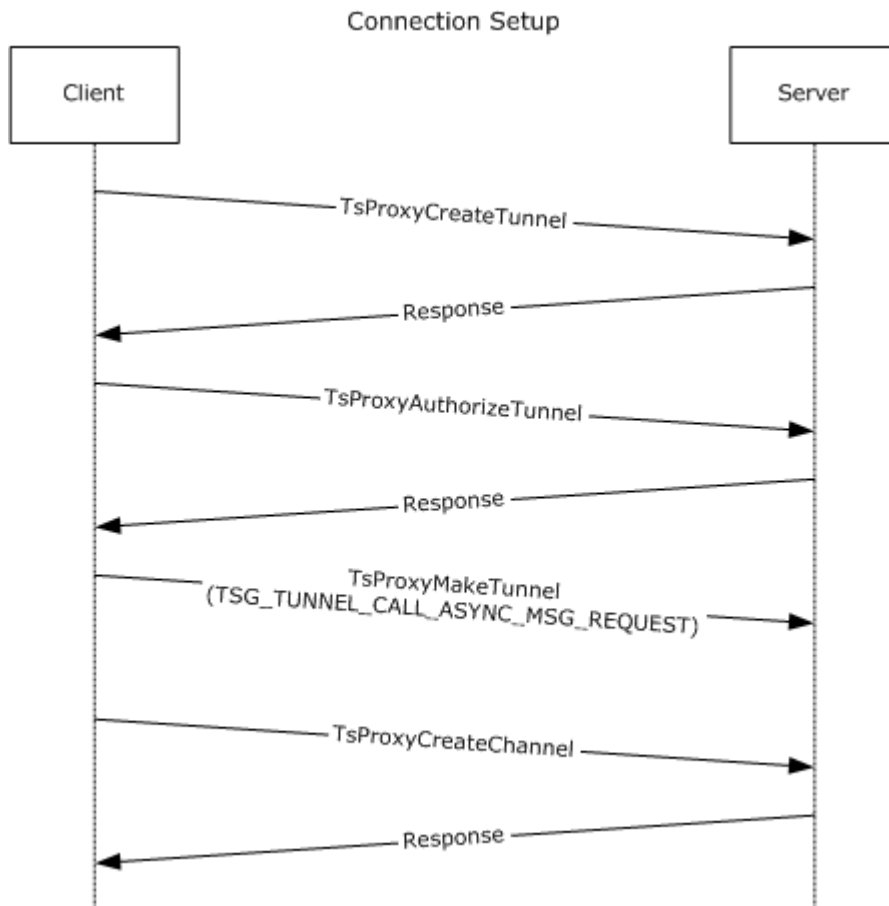 Connection Setup
Client
Server
TsProxyCreateTunnel
Response
TsProxyAuthorizeTunnel
Response
TsProxyMakeTunnel
(TSG_TUNNEL_CALL_ASYNC_MSG_REQUEST)
TsProxyCreateChannel
Response